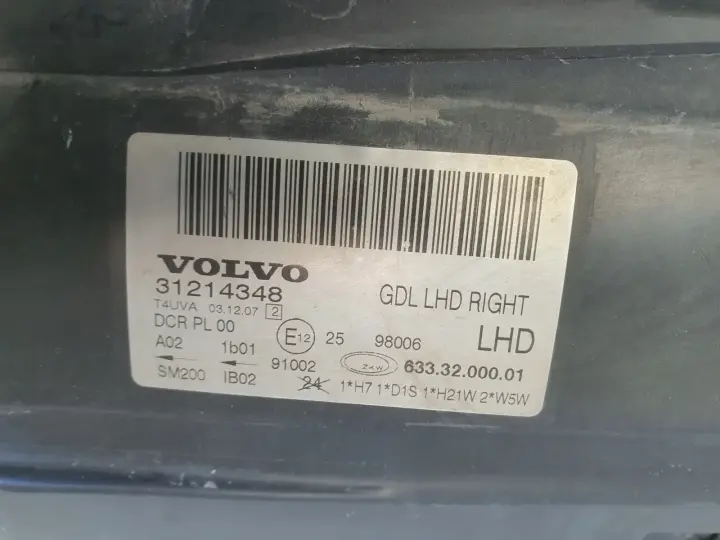 VOLVO
31214348
GDL LHD RIGHT
T4UVA 03.12.07 2
DCR PL 00
E12 25 98006 LHD
A02 1b01 91002 ZKW 633.32.000.01
SM200 IB02 24 1*H7 1*D1S 1*H21W 2*W5W